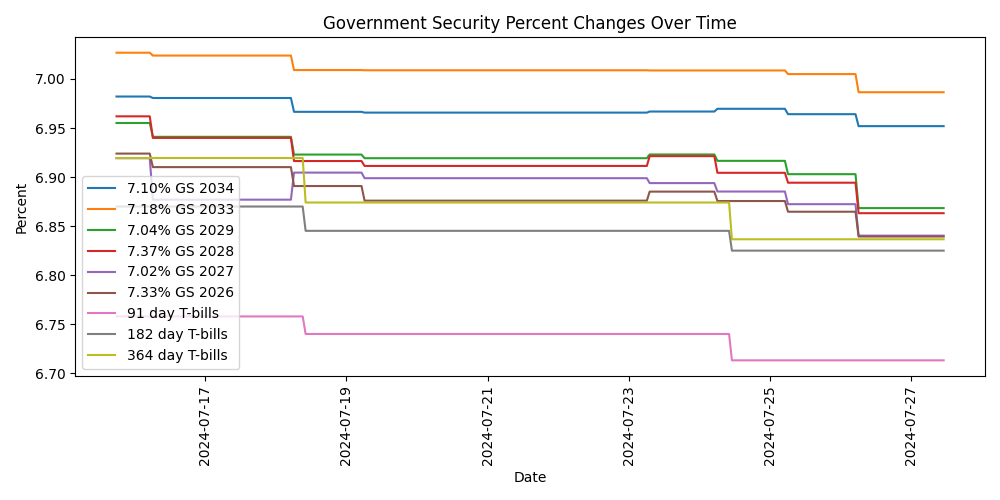 Government Security Percent Changes Over Time
Percent
7.00
6.95
6.90
6.85
6.80
6.75
6.70
7.10% GS 2034
7.18% GS 2033
7.04% GS 2029
7.37% GS 2028
7.02% GS 2027
7.33% GS 2026
91 day T-bills
182 day T-bills
364 day T-bills
2024-07-17
2024-07-19
2024-07-21
2024-07-23
2024-07-25
2024-07-27
Date